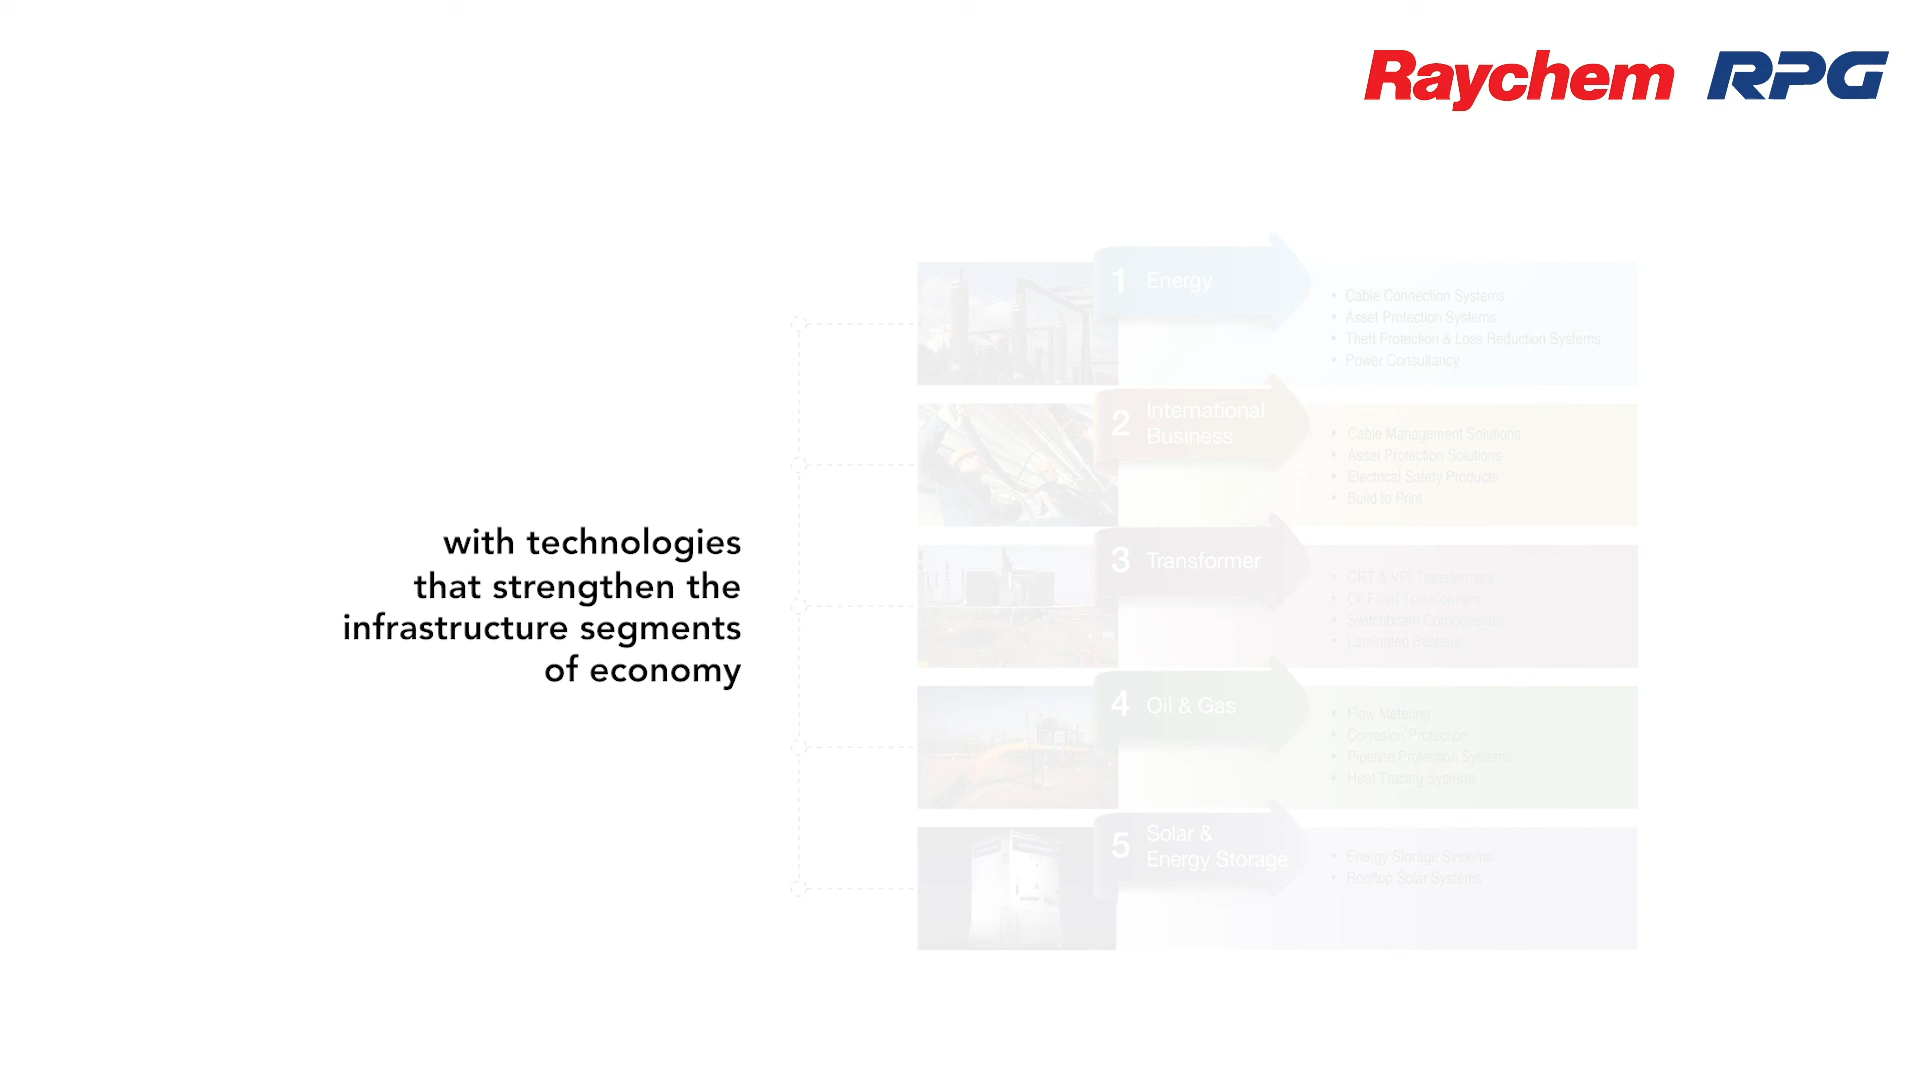 Raychem RPG
with technologies
that strengthen the
infrastructure segments
of economy
1 Energy
• Cable Connection Systems
• Asset Protection Systems
• Theft Protection & Loss Reduction Systems
• Power Consultancy
2 International
Business
• Cable Management Solutions
• Asset Protection Solutions
• Electrical Safety Products
• Build to Print
3 Transformer
• CRT & VPI Transformers
• Oil Filled Transformers
• Switchboard Components
• Laminated Busbars
4 Oil & Gas
• Flow Metering
• Corrosion Protection
• Pipeline Protection Systems
• Heat Tracing Systems
5 Solar &
Energy Storage
• Energy Storage Systems
• Rooftop Solar Systems